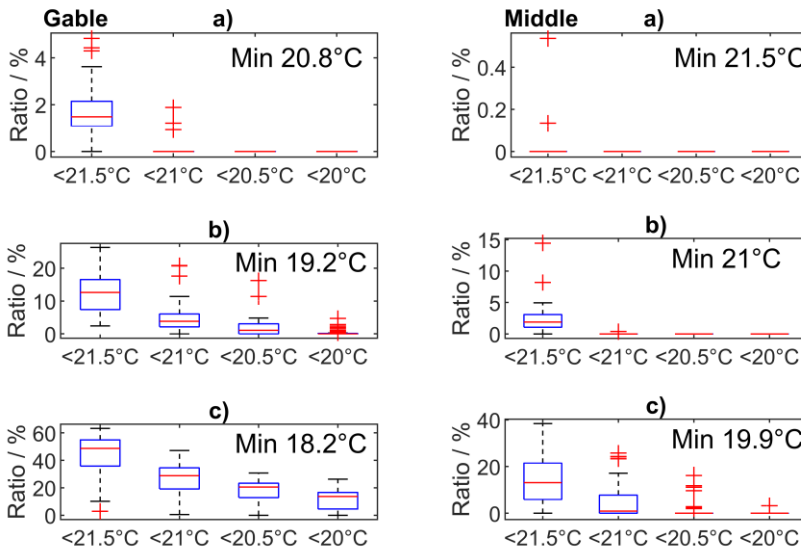 Gable a)
Ratio / %
4
2
0
Min 20.8°C
<21.5°C <21°C <20.5°C <20°C
Middle a)
Ratio / %
0.4
0.2
0
Min 21.5°C
<21.5°C <21°C <20.5°C <20°C
b)
Ratio / %
20
10
0
Min 19.2°C
<21.5°C <21°C <20.5°C <20°C
b)
Ratio / %
15
10
5
0
Min 21°C
<21.5°C <21°C <20.5°C <20°C
c)
Ratio / %
60
40
20
0
Min 18.2°C
<21.5°C <21°C <20.5°C <20°C
c)
Ratio / %
40
20
0
Min 19.9°C
<21.5°C <21°C <20.5°C <20°C